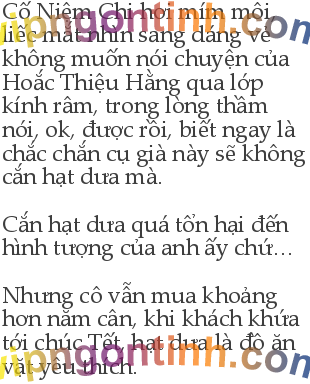 Cố Niệm Chi hơi mím môi
liếc mắt nhìn sang dáng vẻ
không muốn nói chuyện của
Hoắc Thiệu Hằng qua lớp
kính râm, trong lòng thầm
nói, ok, được rồi, biết ngay là
chắc chắn cụ già này sẽ không
cắn hạt dưa mà.
Cắn hạt dưa quá tổn hại đến
hình tượng của anh ấy chứ...
Nhưng cô vẫn mua khoảng
hơn năm cân, khi khách khứa
tới chúc Tết, hạt dưa là đồ ăn
vặt yêu thích.
vipngontinh.com
vipngontinh.com